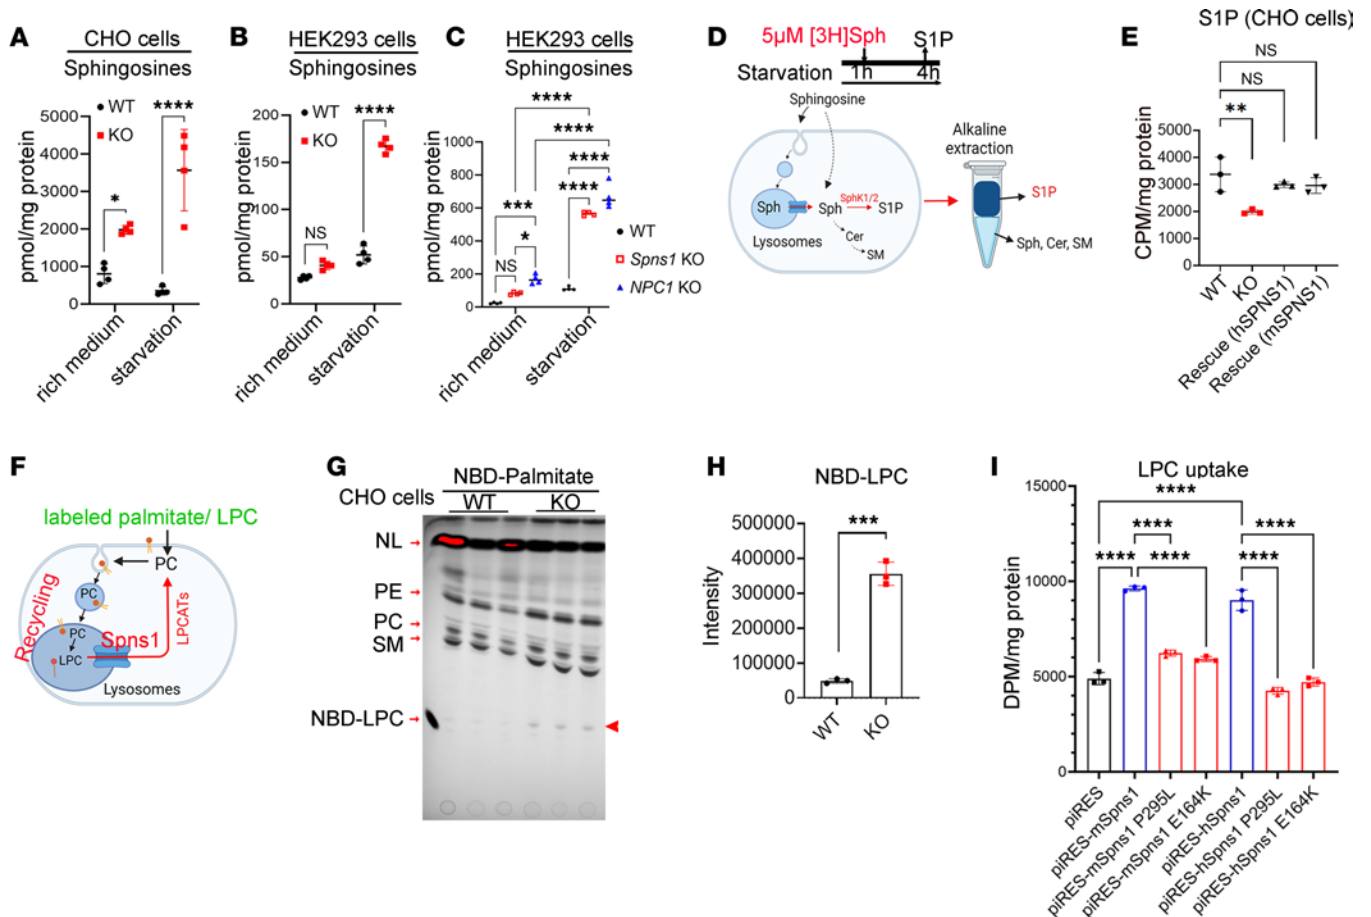 A
CHO cells
Sphingosines
WT
KO
****
*
pmol/mg protein
5000
4000
3000
2000
1000
0
rich medium
starvation
B
HEK293 cells
Sphingosines
WT
KO
****
NS
pmol/mg protein
200
150
100
50
0
rich medium
starvation
C
HEK293 cells
Sphingosines
****
****
****
***
****
*
NS
pmol/mg protein
1000
800
600
400
200
0
WT
Spns1 KO
NPC1 KO
rich medium
starvation
D
5µM [3H]Sph
S1P
Starvation
1h
4h
Sphingosine
Alkaline
extraction
SphK1/2
Sph
Sph
S1P
Lysosomes
Cer
SM
S1P
Sph, Cer, SM
E
S1P (CHO cells)
NS
NS
**
CPM/mg protein
5000
4000
3000
2000
1000
0
WT
KO
Rescue (hSPNS1)
Rescue (mSPNS1)
F
labeled palmitate/ LPC
PC
PC
Recycling
PC
Spns1
LPCATs
LPC
Lysosomes
G
NBD-Palmitate
CHO cells
WT
KO
NL
PE
PC
SM
NBD-LPC
H
NBD-LPC
***
Intensity
500000
400000
300000
200000
100000
0
WT
KO
I
LPC uptake
****
****
****
****
****
****
DPM/mg protein
15000
10000
5000
0
piRES
piRES-mSpns1
piRES-mSpns1 P295L
piRES-mSpns1 E164K
piRES-hSpns1
piRES-hSpns1 P295L
piRES-hSpns1 E164K